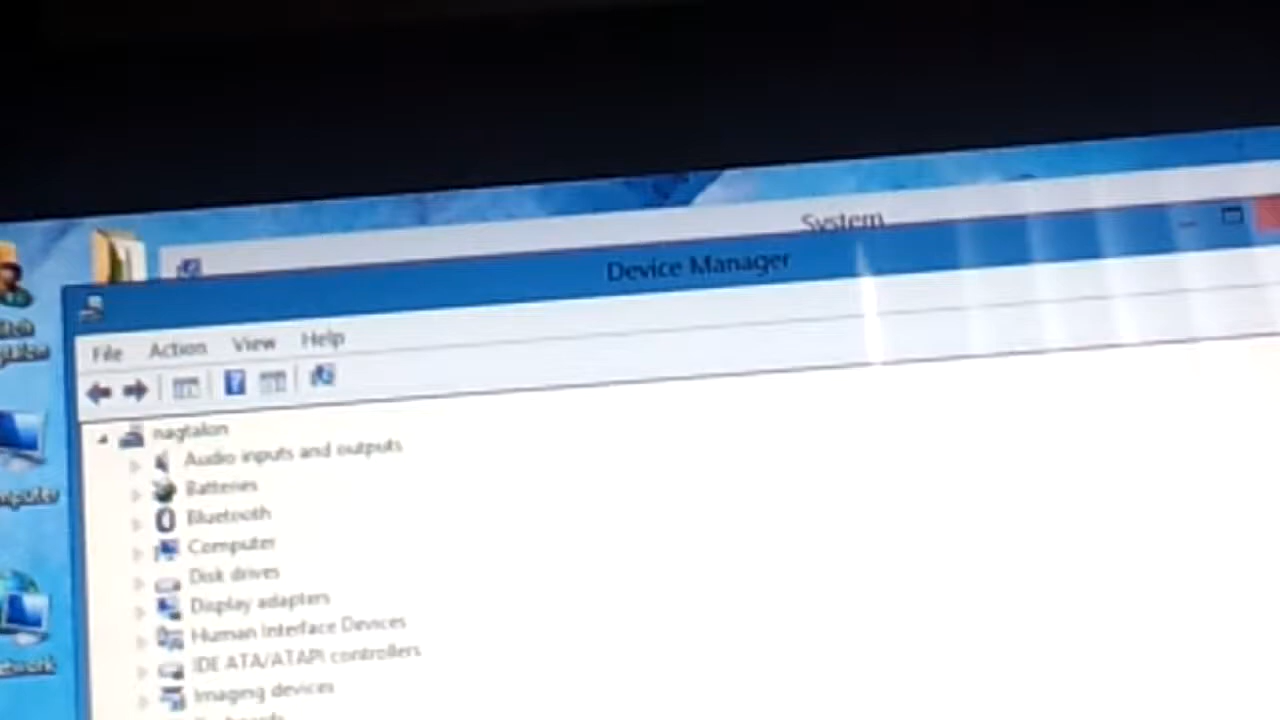 System
Device Manager
File Action View Help
nagtalon
Audio inputs and outputs
Batteries
Bluetooth
Computer
Disk drives
Display adapters
Human Interface Devices
IDE ATA/ATAPI controllers
Imaging devices